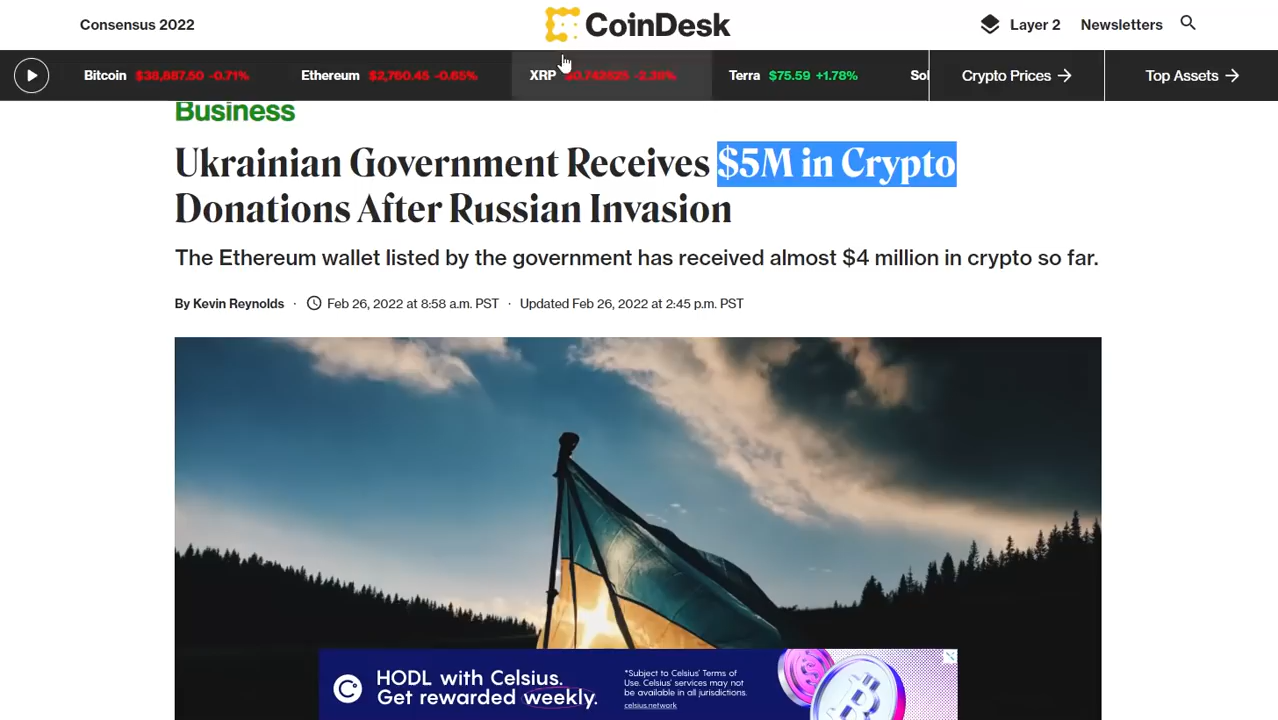 Consensus 2022
CoinDesk
Layer 2
Newsletters
Bitcoin $38,887.50 -0.71%
Ethereum $2,760.45 -0.65%
XRP $0.742625 -2.38%
Terra $75.59 +1.78%
Sol
Crypto Prices →
Top Assets →
Business
Ukrainian Government Receives $5M in Crypto
Donations After Russian Invasion
The Ethereum wallet listed by the government has received almost $4 million in crypto so far.
By Kevin Reynolds · Feb 26, 2022 at 8:58 a.m. PST · Updated Feb 26, 2022 at 2:45 p.m. PST
HODL with Celsius.
Get rewarded weekly.
*Subject to Celsius' Terms of
Use. Celsius' services may not
be available in all jurisdictions.
celsius.network